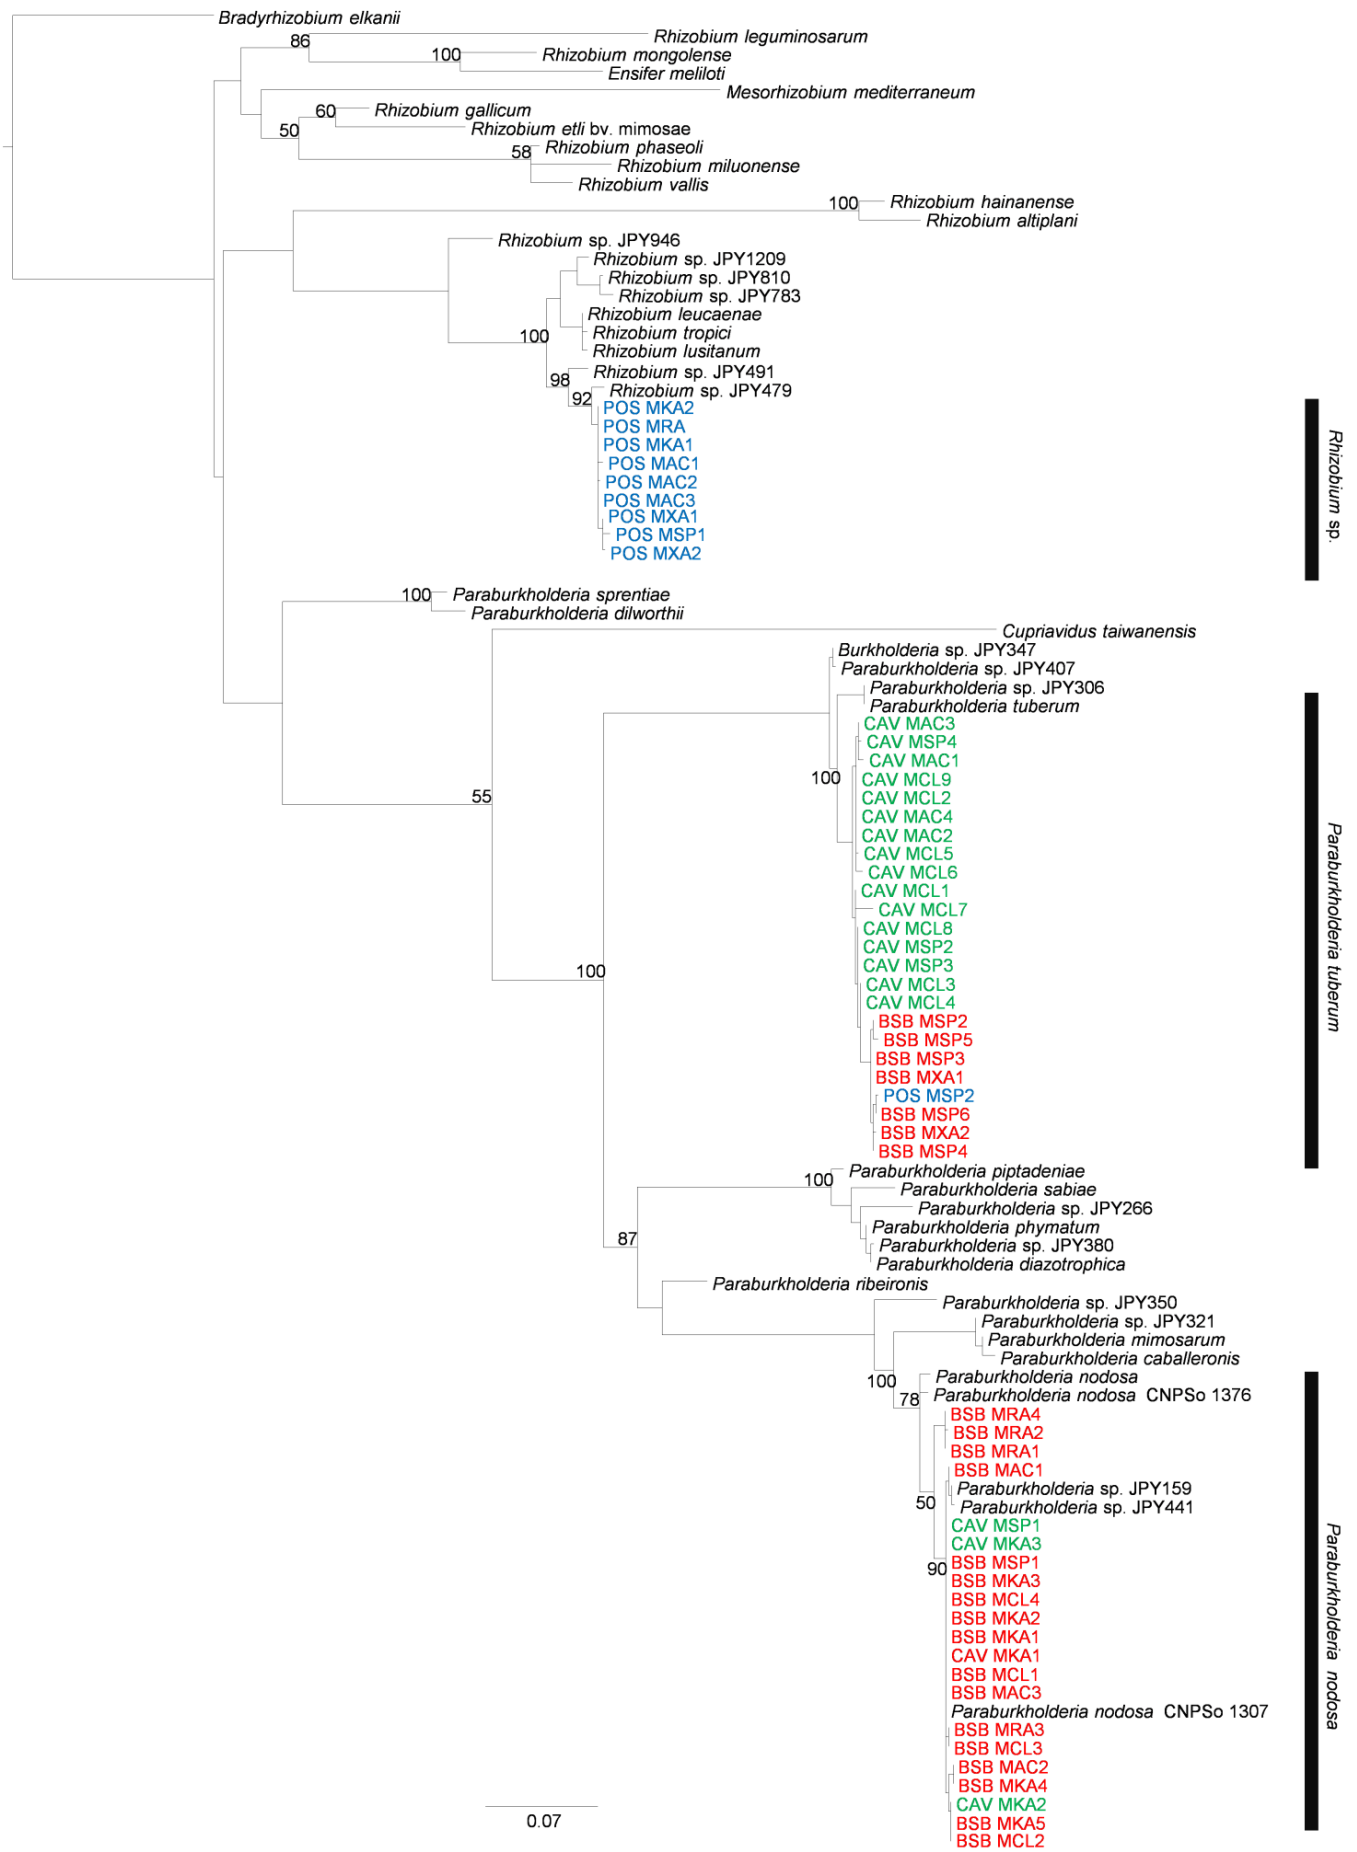 Bradyrhizobium elkanii
86
Rhizobium leguminosarum
100
Rhizobium mongolense
Ensifer meliloti
Mesorhizobium mediterraneum
60
Rhizobium gallicum
50
Rhizobium etli bv. mimosae
58
Rhizobium phaseoli
Rhizobium miluonense
Rhizobium vallis
100
Rhizobium hainanense
Rhizobium altiplani
Rhizobium sp. JPY946
Rhizobium sp. JPY1209
Rhizobium sp. JPY810
Rhizobium sp. JPY783
Rhizobium leucaenae
100
Rhizobium tropici
Rhizobium lusitanum
98
Rhizobium sp. JPY491
92
Rhizobium sp. JPY479
POS MKA2
POS MRA
POS MKA1
POS MAC1
POS MAC2
POS MAC3
POS MXA1
POS MSP1
POS MXA2
Rhizobium sp.
100
Paraburkholderia sprentiae
Paraburkholderia dilworthii
Cupriavidus taiwanensis
Burkholderia sp. JPY347
Paraburkholderia sp. JPY407
Paraburkholderia sp. JPY306
Paraburkholderia tuberum
CAV MAC3
CAV MSP4
CAV MAC1
100
CAV MCL9
55
CAV MCL2
CAV MAC4
CAV MAC2
CAV MCL5
CAV MCL6
CAV MCL1
CAV MCL7
CAV MCL8
CAV MSP2
100
CAV MSP3
CAV MCL3
CAV MCL4
BSB MSP2
BSB MSP5
BSB MSP3
BSB MXA1
POS MSP2
BSB MSP6
BSB MXA2
BSB MSP4
Paraburkholderia tuberum
100
Paraburkholderia piptadeniae
Paraburkholderia sabiae
Paraburkholderia sp. JPY266
Paraburkholderia phymatum
87
Paraburkholderia sp. JPY380
Paraburkholderia diazotrophica
Paraburkholderia ribeironis
Paraburkholderia sp. JPY350
Paraburkholderia sp. JPY321
Paraburkholderia mimosarum
Paraburkholderia caballeronis
100
Paraburkholderia nodosa
78
Paraburkholderia nodosa CNPSo 1376
BSB MRA4
BSB MRA2
BSB MRA1
BSB MAC1
Paraburkholderia sp. JPY159
50
Paraburkholderia sp. JPY441
CAV MSP1
CAV MKA3
90
BSB MSP1
BSB MKA3
BSB MCL4
BSB MKA2
BSB MKA1
CAV MKA1
BSB MCL1
BSB MAC3
Paraburkholderia nodosa CNPSo 1307
BSB MRA3
BSB MCL3
BSB MAC2
BSB MKA4
CAV MKA2
BSB MKA5
BSB MCL2
Paraburkholderia nodosa
0.07